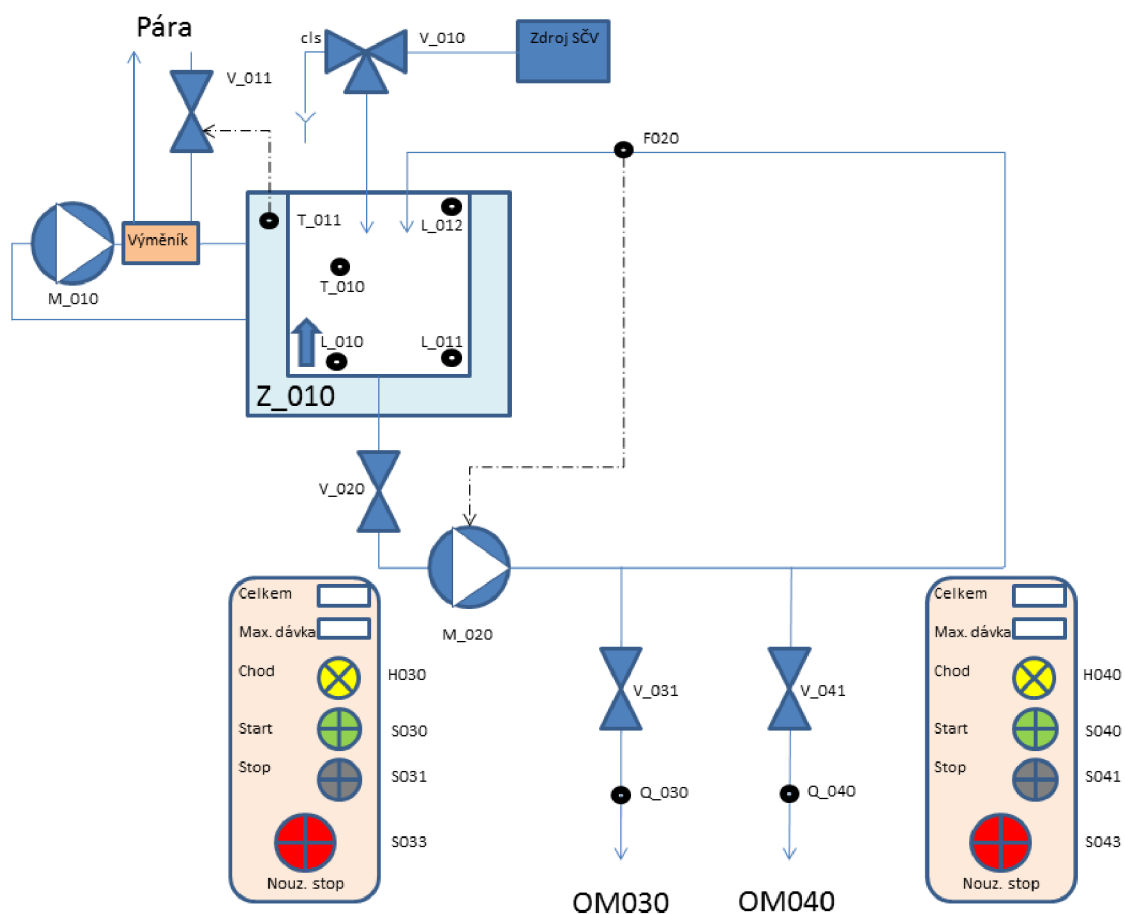 Pára
cls
V_010
Zdroj SČV
V_011
F020
T_011
L_012
Výměník
T_010
M_010
L_010
L_011
Z_010
V_020
M_020
Celkem
Max. dávka
Chod
H030
Start
S030
Stop
S031
S033
Nouz. stop
V_031
V_041
Q_030
Q_040
OM030
OM040
Celkem
Max. dávka
Chod
H040
Start
S040
Stop
S041
S043
Nouz. stop